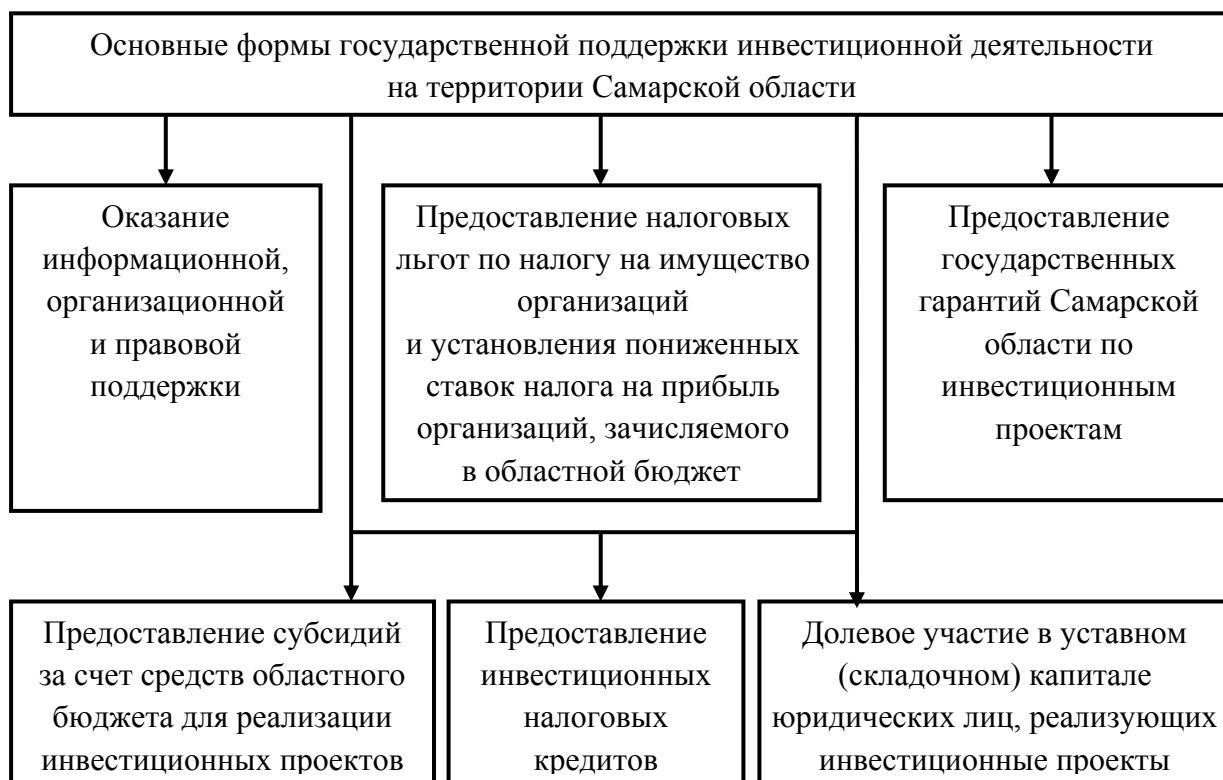 Основные формы государственной поддержки инвестиционной деятельности
на территории Самарской области
Оказание
информационной,
организационной
и правовой
поддержки
Предоставление налоговых
льгот по налогу на имущество
организаций
и установления пониженных
ставок налога на прибыль
организаций, зачисляемого
в областной бюджет
Предоставление
государственных
гарантий Самарской
области по
инвестиционным
проектам
Предоставление субсидий
за счет средств областного
бюджета для реализации
инвестиционных проектов
Предоставление
инвестиционных
налоговых
кредитов
Долевое участие в уставном
(складочном) капитале
юридических лиц, реализующих
инвестиционные проекты